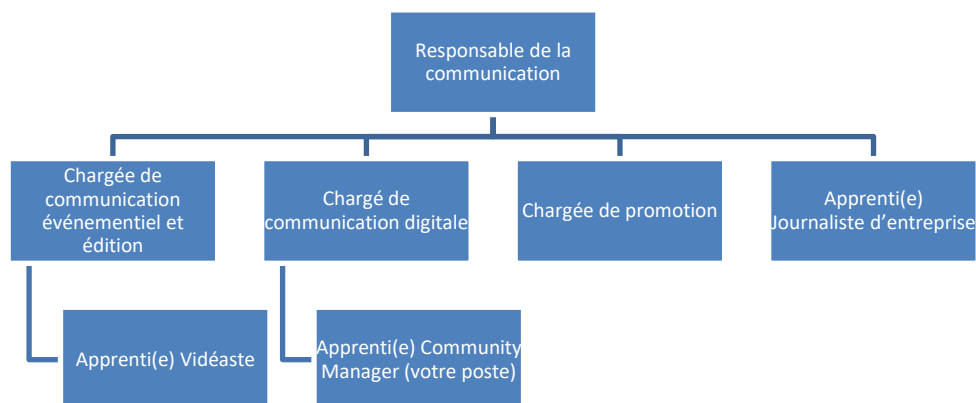 Responsable de la
communication
Chargée de
communication
événementiel et
édition
Chargé de
communication digitale
Chargée de promotion
Apprenti(e)
Journaliste d’entreprise
Apprenti(e) Vidéaste
Apprenti(e) Community
Manager (votre poste)